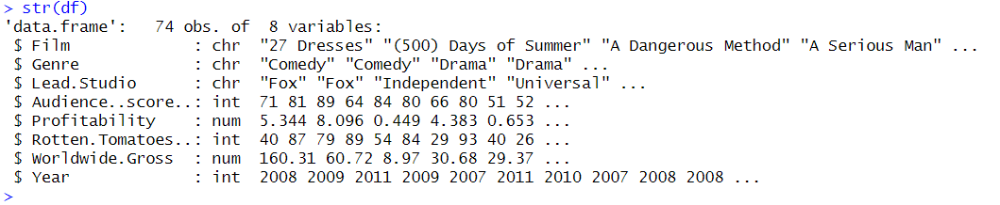 > str(df)
'data.frame':   74 obs. of  8 variables:
 $ Film             : chr  "27 Dresses" "(500) Days of Summer" "A Dangerous Method" "A Serious Man" ...
 $ Genre            : chr  "Comedy" "Comedy" "Drama" "Drama" ...
 $ Lead.Studio      : chr  "Fox" "Fox" "Independent" "Universal" ...
 $ Audience..score..: int  71 81 89 64 84 80 66 80 51 52 ...
 $ Profitability    : num  5.344 8.096 0.449 4.383 0.653 ...
 $ Rotten.Tomatoes..: int  40 87 79 89 54 84 29 93 40 26 ...
 $ Worldwide.Gross  : num  160.31 60.72 8.97 30.68 29.37 ...
 $ Year             : int  2008 2009 2011 2009 2007 2011 2010 2007 2008 2008 ...
>